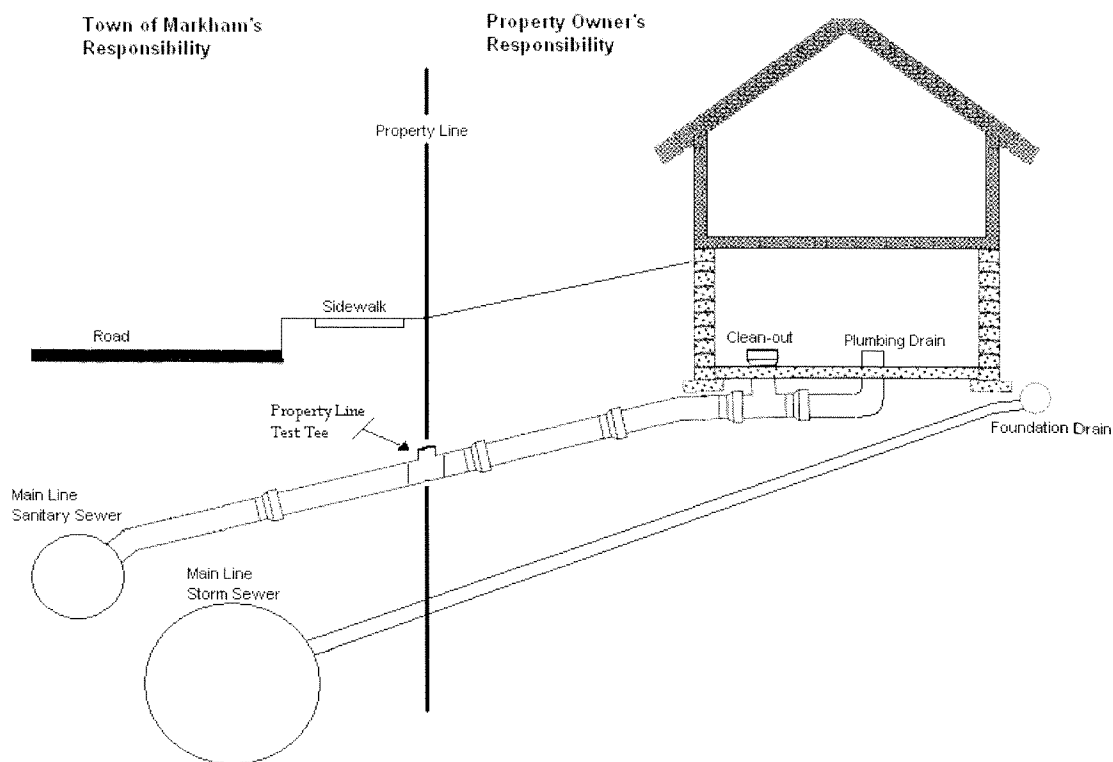 Town of Markham's
Responsibility
Property Owner's
Responsibility
Property Line
Sidewalk
Road
Clean-out
Plumbing Drain
Property Line
Test Tee
Foundation Drain
Main Line
Sanitary Sewer
Main Line
Storm Sewer